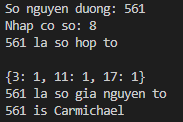 So nguyen duong: 561
Nhap co so: 8
561 la so hop to
{3: 1, 11: 1, 17: 1}
561 la so gia nguyen to
561 is Carmichael